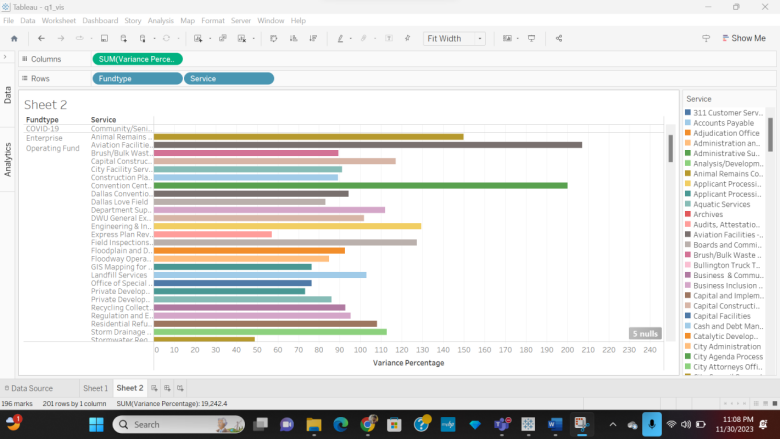 Tableau - q1_vis
File Data Worksheet Dashboard Story Analysis Map Format Server Window Help
Fit Width
Show Me
Columns
SUM(Variance Perce..
Rows
Fundtype
Service
Data
Analytics
Sheet 2
Fundtype Service
COVID-19 Community/Seni..
Enterprise Operating Fund
Animal Remains ..
Aviation Facilitie..
Brush/Bulk Wast..
Capital Construc..
City Facility Serv..
Construction Pla..
Convention Cent..
Dallas Conventio..
Dallas Love Field
Department Sup..
DWU General Ex..
Engineering & In..
Express Plan Rev..
Field Inspections..
Floodplain and D..
Floodway Opera..
GIS Mapping for ..
Landfill Services
Office of Special ..
Private Develop..
Private Develop..
Recycling Collect..
Regulation and E..
Residential Refu..
Storm Drainage ..
Stormwater Reg..
5 nulls
0 10 20 30 40 50 60 70 80 90 100 110 120 130 140 150 160 170 180 190 200 210 220 230 240
Variance Percentage
Service
311 Customer Serv..
Accounts Payable
Adjudication Office
Administration an..
Administrative Su..
Analysis/Developm..
Animal Remains Co..
Applicant Processi..
Applicant Processi..
Aquatic Services
Archives
Audits, Attestatio..
Aviation Facilities -..
Boards and Commi..
Brush/Bulk Waste ..
Bullington Truck T..
Business & Commu..
Business Inclusion ..
Capital and Implem..
Capital Constructi..
Capital Facilities
Cash and Debt Man..
Catalytic Develop..
City Administration
City Agenda Process
City Attorneys Offi..
Data Source
Sheet 1
Sheet 2
196 marks 201 rows by 1 column SUM(Variance Percentage): 19,242.4
Search
11:08 PM
11/30/2023